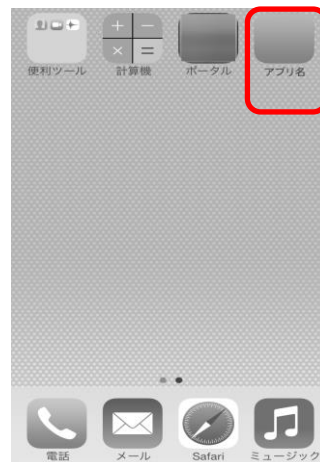 便利ツール
計算機
ポータル
アプリ名
電話
メール
Safari
ミュージック